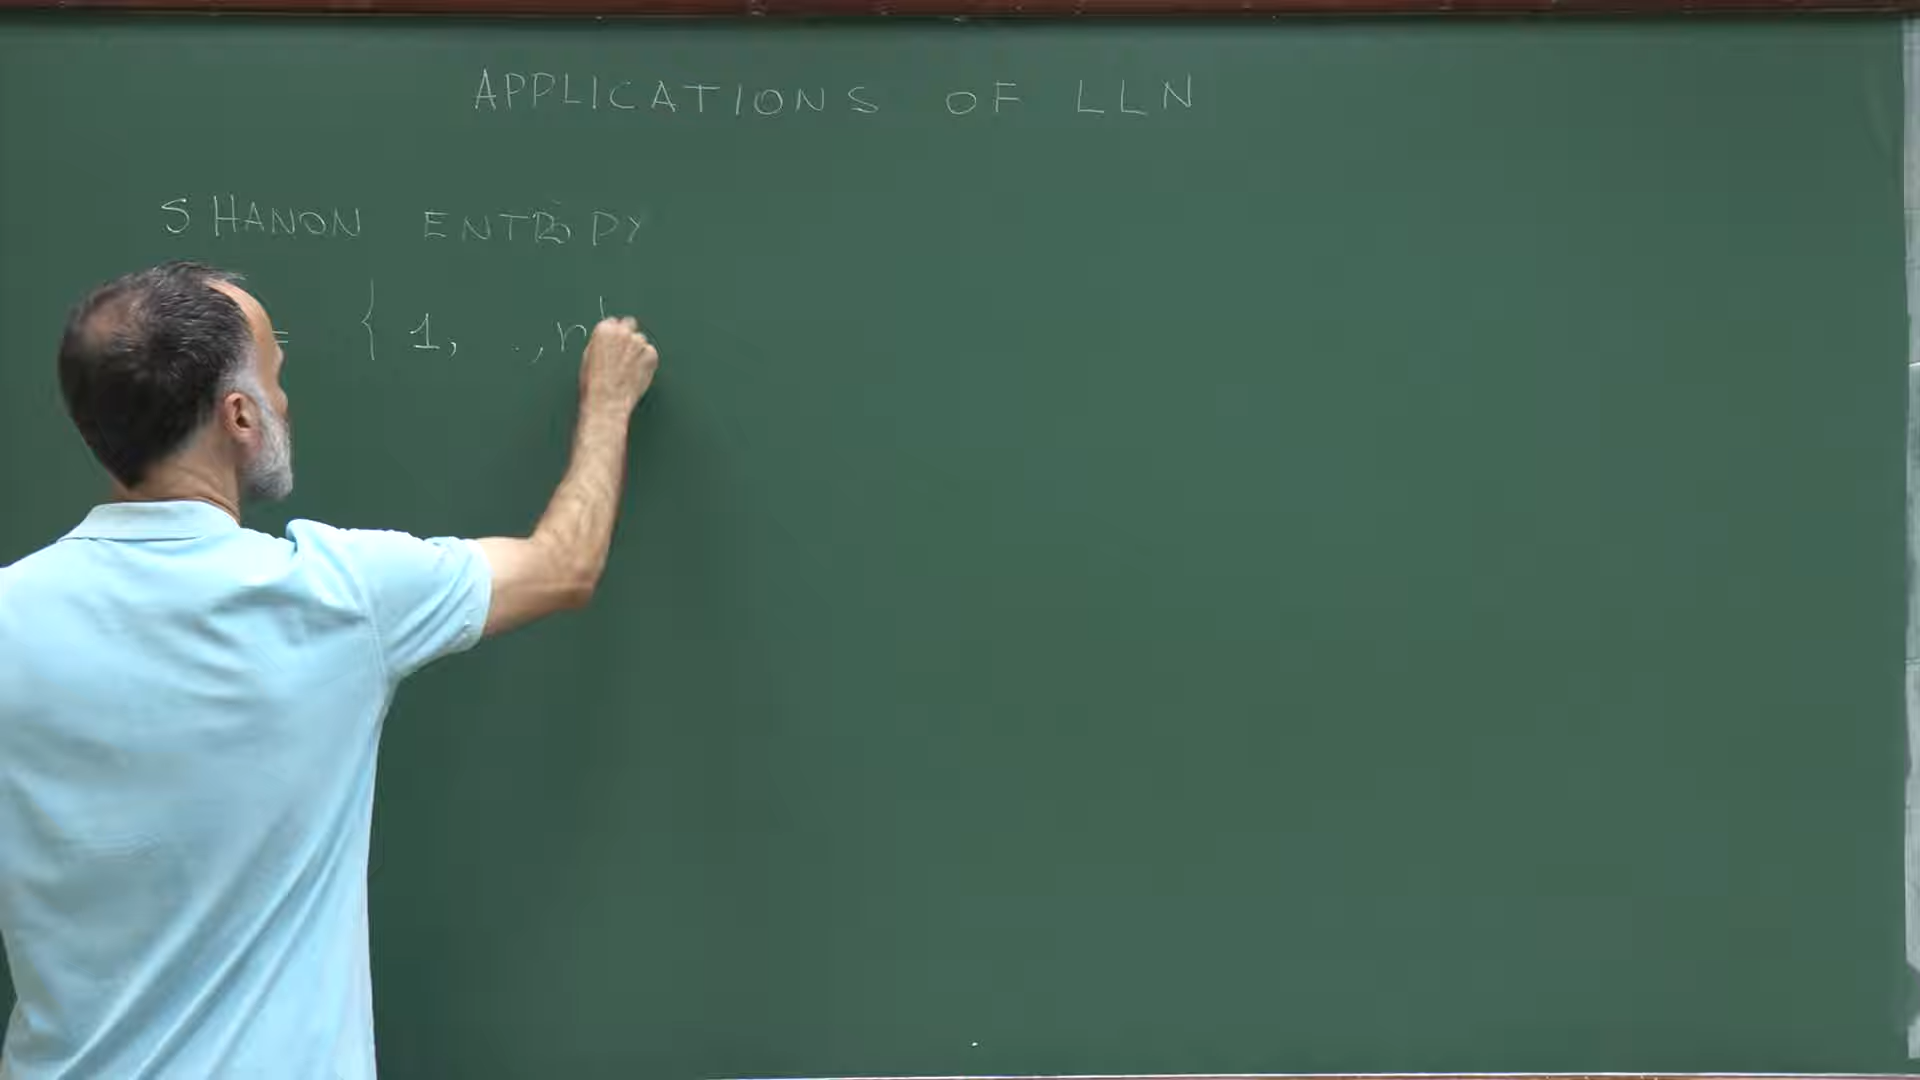 APPLICATIONS OF LLN
SHANON ENTROPY
= { 1, ..,n